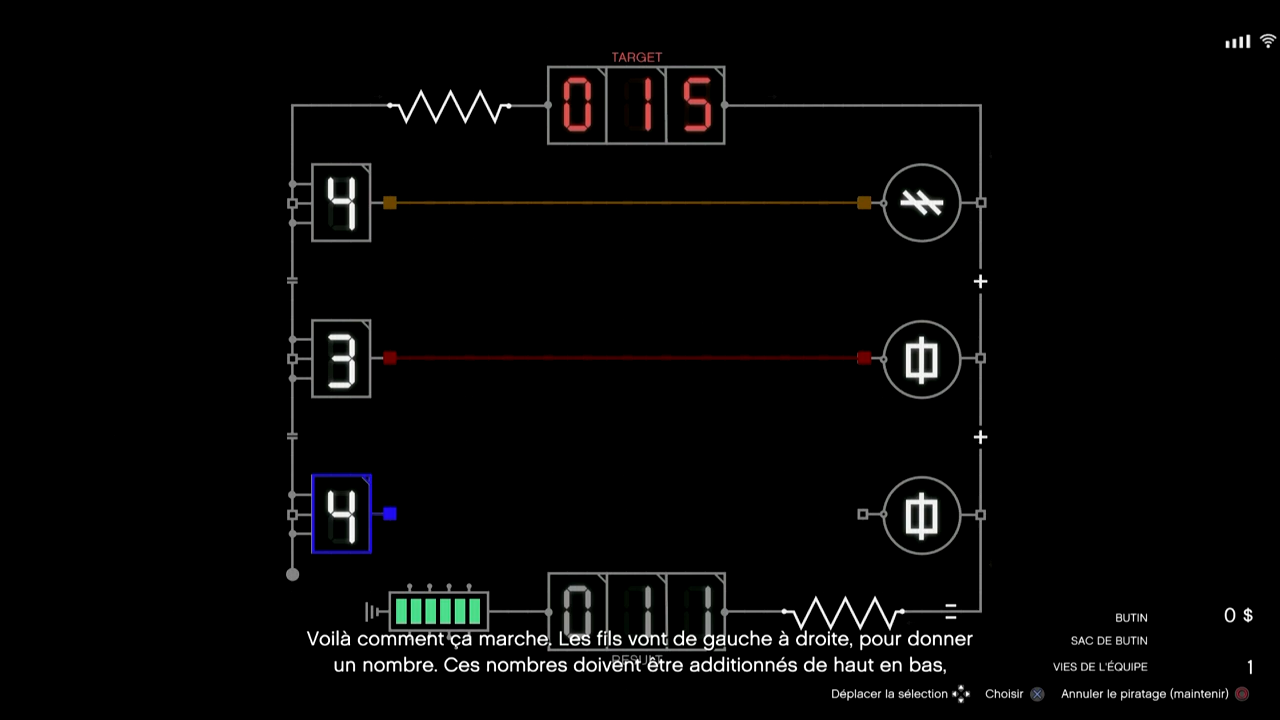 TARGET
015
4
3
4
011
RESULT
Voilà comment ça marche. Les fils vont de gauche à droite, pour donner
un nombre. Ces nombres doivent être additionnés de haut en bas,
BUTIN 0 $
SAC DE BUTIN
VIES DE L'ÉQUIPE 1
Déplacer la sélection Choisir Annuler le piratage (maintenir)